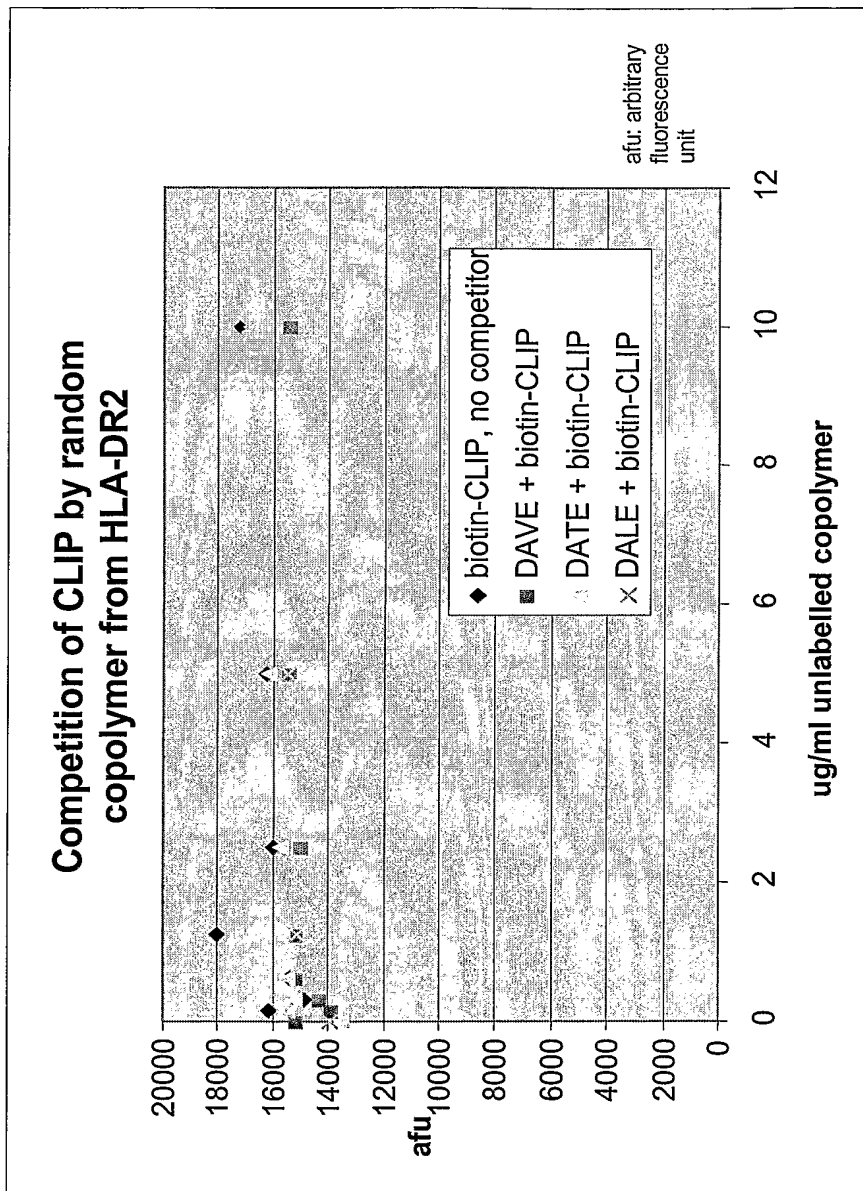 Competition of CLIP by random
copolymer from HLA-DR2
20000
18000
16000
14000
12000
10000
8000
6000
4000
2000
0
afu
biotin-CLIP, no competitor
DAVE + biotin-CLIP
DATE + biotin-CLIP
DALE + biotin-CLIP
0
2
4
6
8
10
12
ug/ml unlabelled copolymer
afu: arbitrary
fluorescence
unit